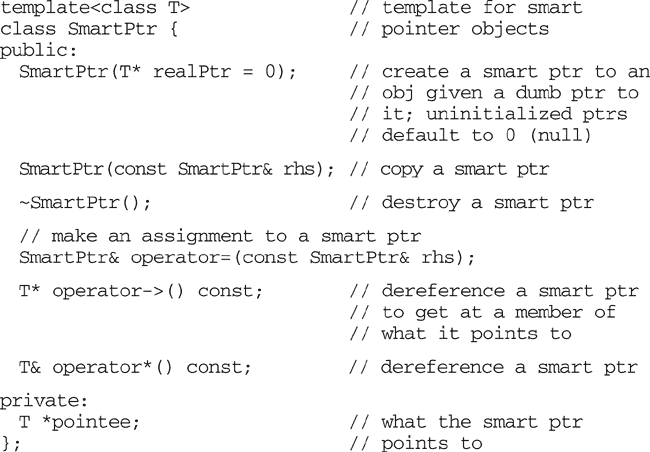 template<class T>                 // template for smart
class SmartPtr {                  // pointer objects
public:
  SmartPtr(T* realPtr = 0);       // create a smart ptr to an
                                  // obj given a dumb ptr to
                                  // it; uninitialized ptrs
                                  // default to 0 (null)
  SmartPtr(const SmartPtr& rhs);  // copy a smart ptr
  ~SmartPtr();                    // destroy a smart ptr
  // make an assignment to a smart ptr
  SmartPtr& operator=(const SmartPtr& rhs);
  T* operator->() const;          // dereference a smart ptr
                                  // to get at a member of
                                  // what it points to
  T& operator*() const;           // dereference a smart ptr
private:
  T *pointee;                     // what the smart ptr
};                                // points to